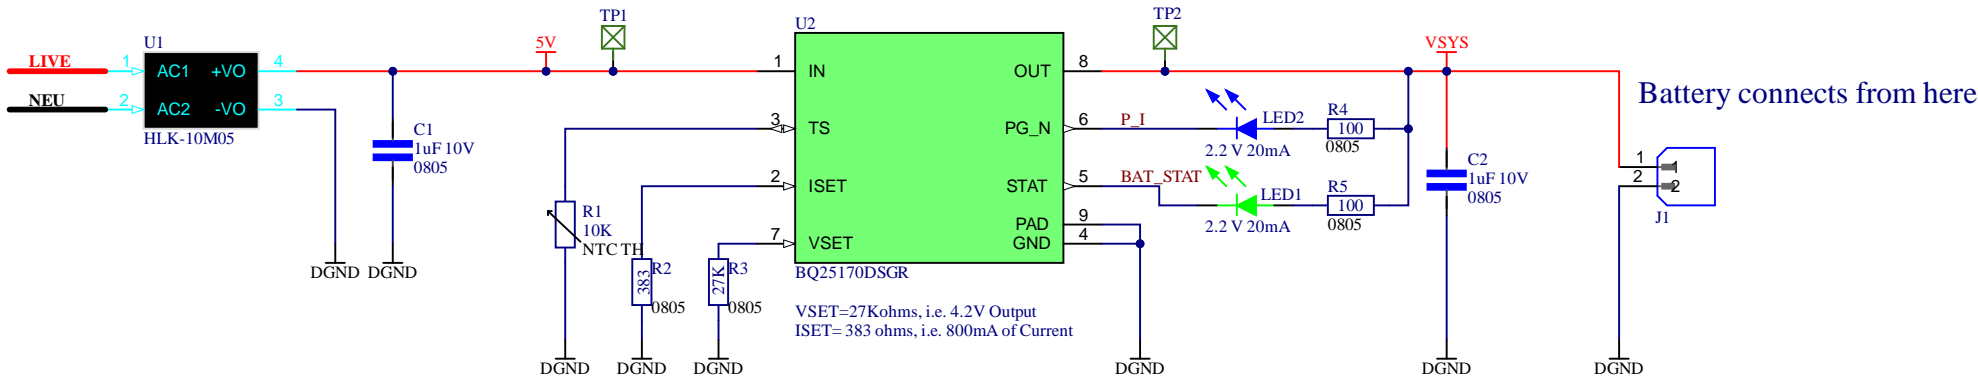 LIVE
NEU
U1
1
2
AC1
AC2
+VO
-VO
4
3
HLK-10M05
DGND
C1
1uF 10V
0805
DGND
5V
TP1
R1
10K
NTC TH
DGND
R2
383
0805
DGND
R3
27K
0805
DGND
U2
1
IN
3
TS
2
ISET
7
VSET
OUT
8
PG_N
6
STAT
5
PAD
9
GND
4
BQ25170DSGR
VSET=27Kohms, i.e. 4.2V Output
ISET= 383 ohms, i.e. 800mA of Current
DGND
TP2
P_I
LED2
2.2 V 20mA
R4
100
0805
BAT_STAT
LED1
2.2 V 20mA
R5
100
0805
VSYS
C2
1uF 10V
0805
DGND
Battery connects from here
1
2
1
2
J1
DGND